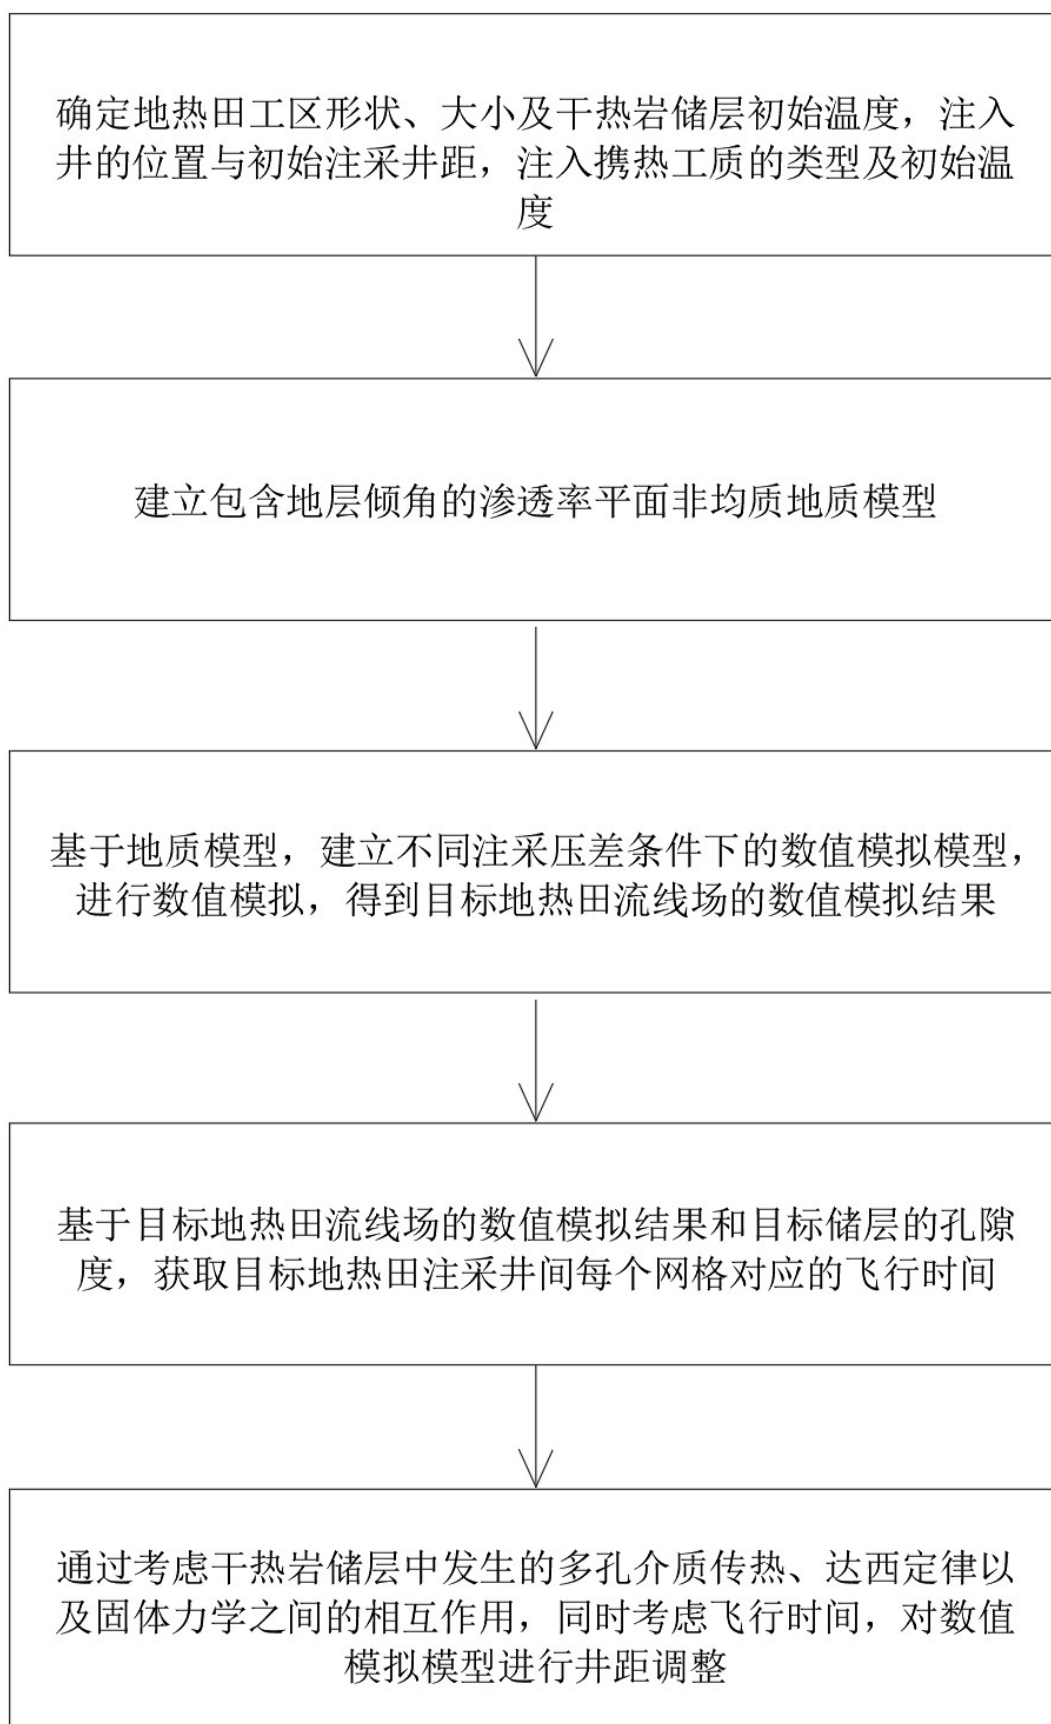 确定地热田工区形状、大小及干热岩储层初始温度，注入
井的位置与初始注采井距，注入携热工质的类型及初始温
度
建立包含地层倾角的渗透率平面非均质地质模型
基于地质模型，建立不同注采压差条件下的数值模拟模型，
进行数值模拟，得到目标地热田流线场的数值模拟结果
基于目标地热田流线场的数值模拟结果和目标储层的孔隙
度，获取目标地热田注采井间每个网格对应的飞行时间
通过考虑干热岩储层中发生的多孔介质传热、达西定律以
及固体力学之间的相互作用，同时考虑飞行时间，对数值
模拟模型进行井距调整